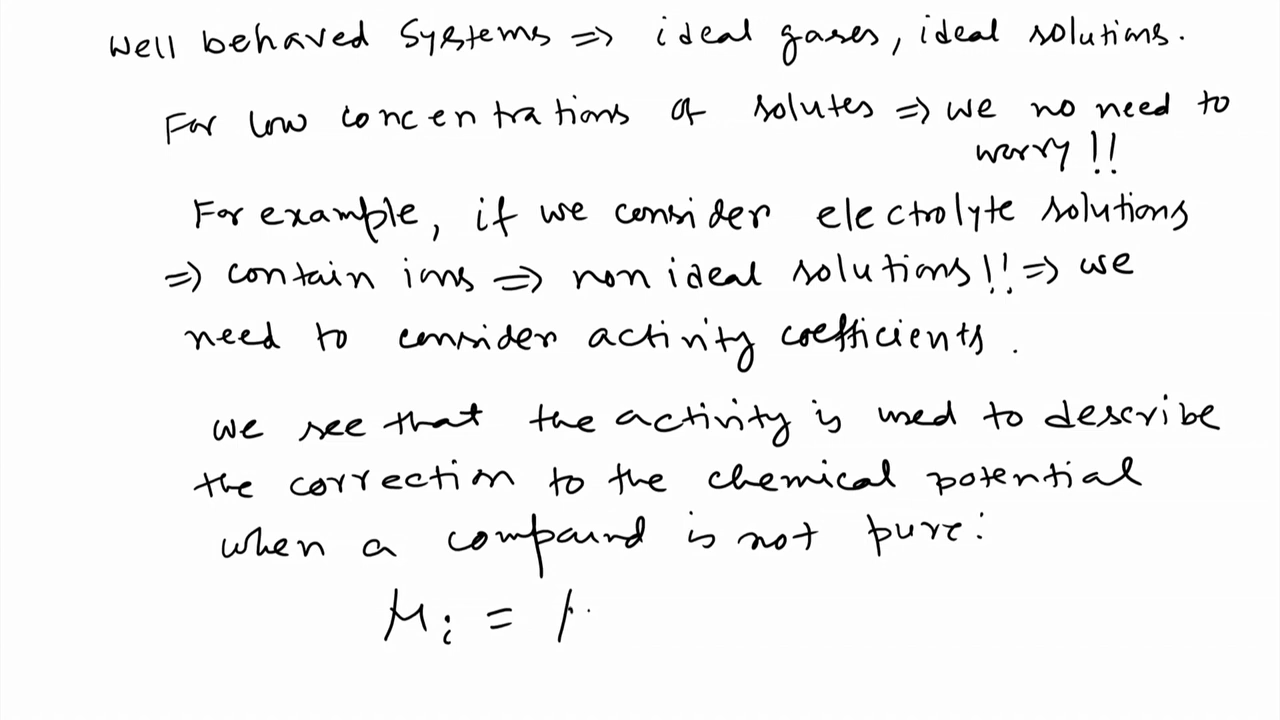 Well behaved Systems => ideal gases, ideal solutions.
For low concentrations of solutes => we no need to
worry !!
For example, if we consider electrolyte solutions
=> contain ions => non ideal solutions!! => we
need to consider activity coefficients.
we see that the activity is used to describe
the correction to the chemical potential
when a compound is not pure:
μi =